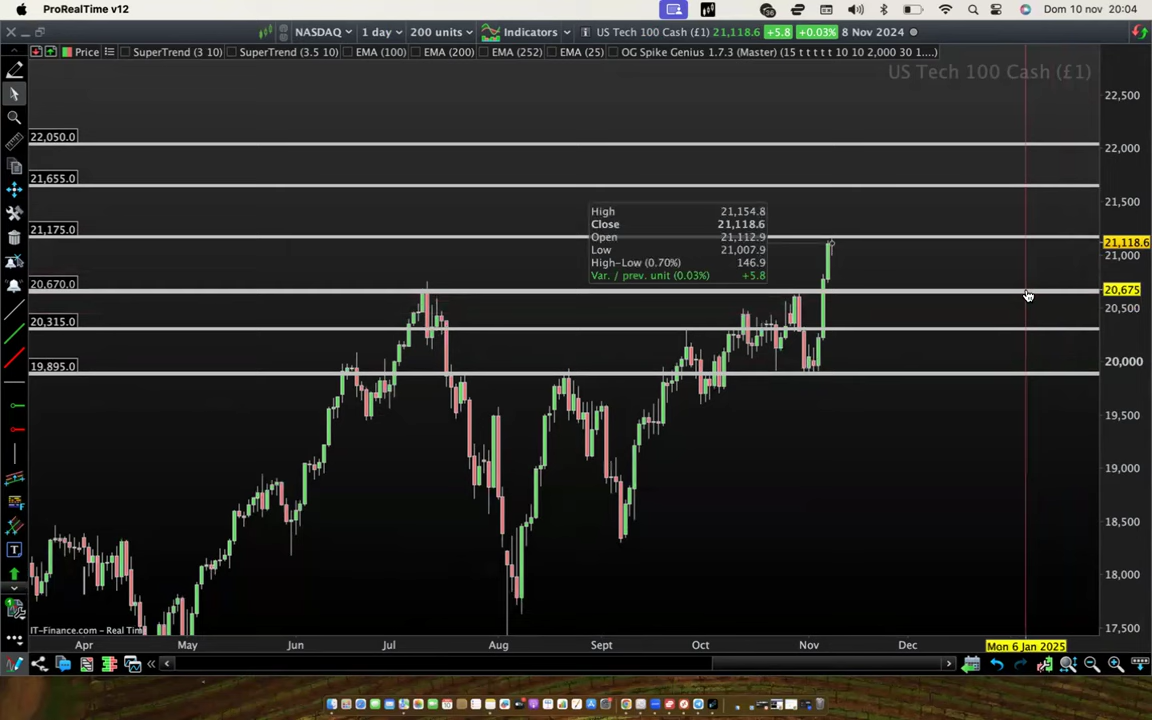 ProRealTime v12
Dom 10 nov 20:04
NASDAQ 1 day 200 units Indicators US Tech 100 Cash (£1) 21,118.6 +5.8 +0.03% 8 Nov 2024
Price SuperTrend (3 10) SuperTrend (3.5 10) EMA (100) EMA (200) EMA (252) EMA (25) OG Spike Genius 1.7.3 (Master) (15 t t t t t 10 10 2,000 30 1....)
US Tech 100 Cash (£1)
22,500
22,050.0
22,000
21,655.0
21,500
High 21,154.8
Close 21,118.6
21,175.0
Open 21,112.9
21,118.6
Low 21,007.9
21,000
High-Low (0.70%) 146.9
Var. / prev. unit (0.03%) +5.8
20,670.0
20,675
20,500
20,315.0
20,000
19,895.0
19,500
19,000
18,500
18,000
17,500
IT-Finance.com - Real Tim
Apr May Jun Jul Aug Sept Oct Nov Dec Mon 6 Jan 2025